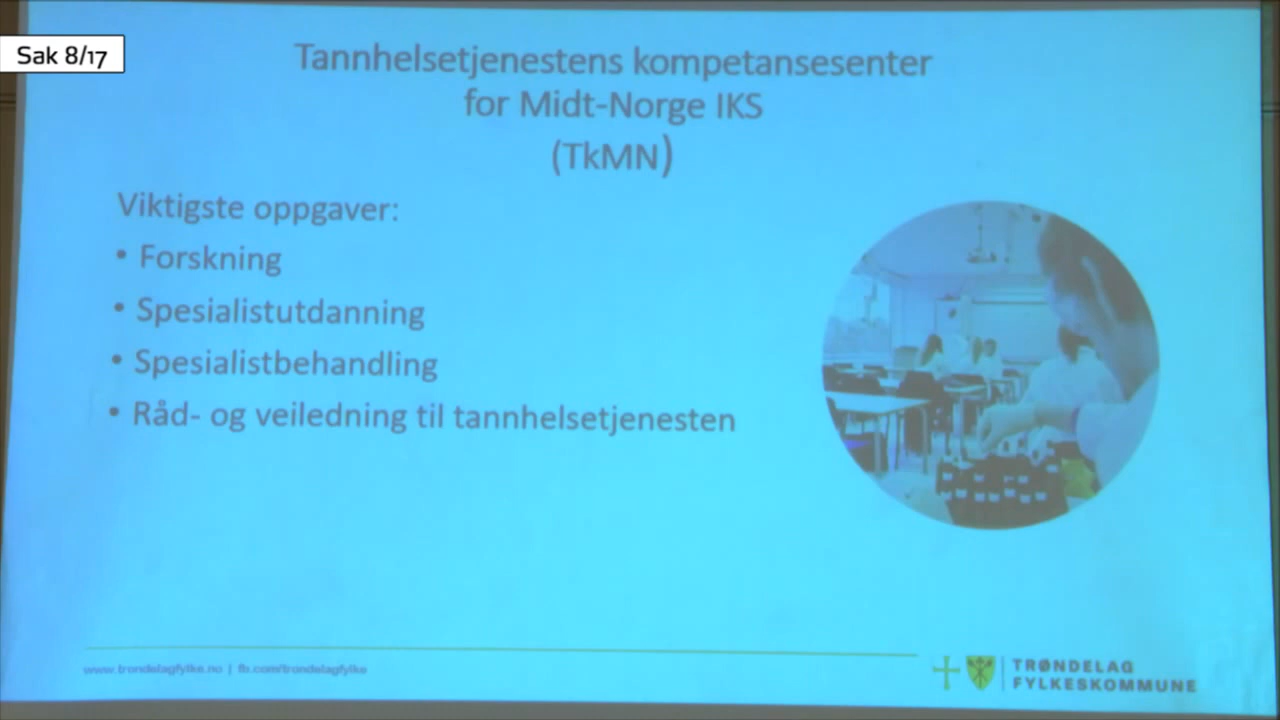 Sak 8/17
Tannhelsetjenestens kompetansesenter
for Midt-Norge IKS
(TkMN)
Viktigste oppgaver:
• Forskning
• Spesialistutdanning
• Spesialistbehandling
• Råd- og veiledning til tannhelsetjenesten
www.trondelagfylke.no | fb.com/trondelagfylke
TRØNDELAG
FYLKESKOMMUNE